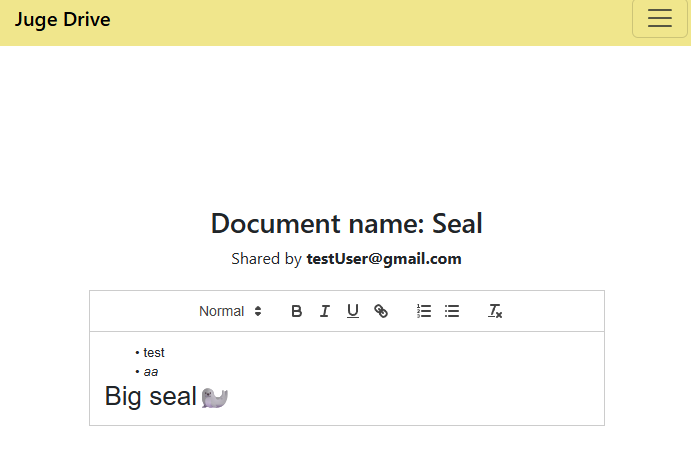 Juge Drive
Document name: Seal
Shared by testUser@gmail.com
Normal B I U
• test
• aa
Big seal🦭